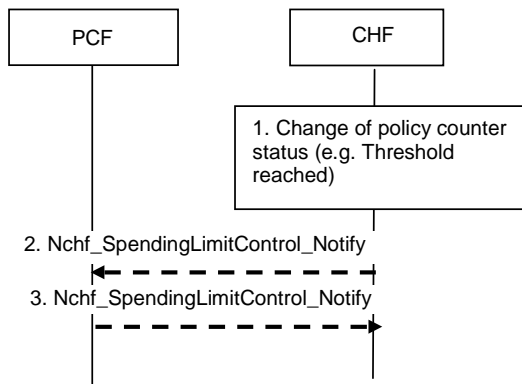 PCF
CHF
1. Change of policy counter
status (e.g. Threshold
reached)
2. Nchf_SpendingLimitControl_Notify
3. Nchf_SpendingLimitControl_Notify